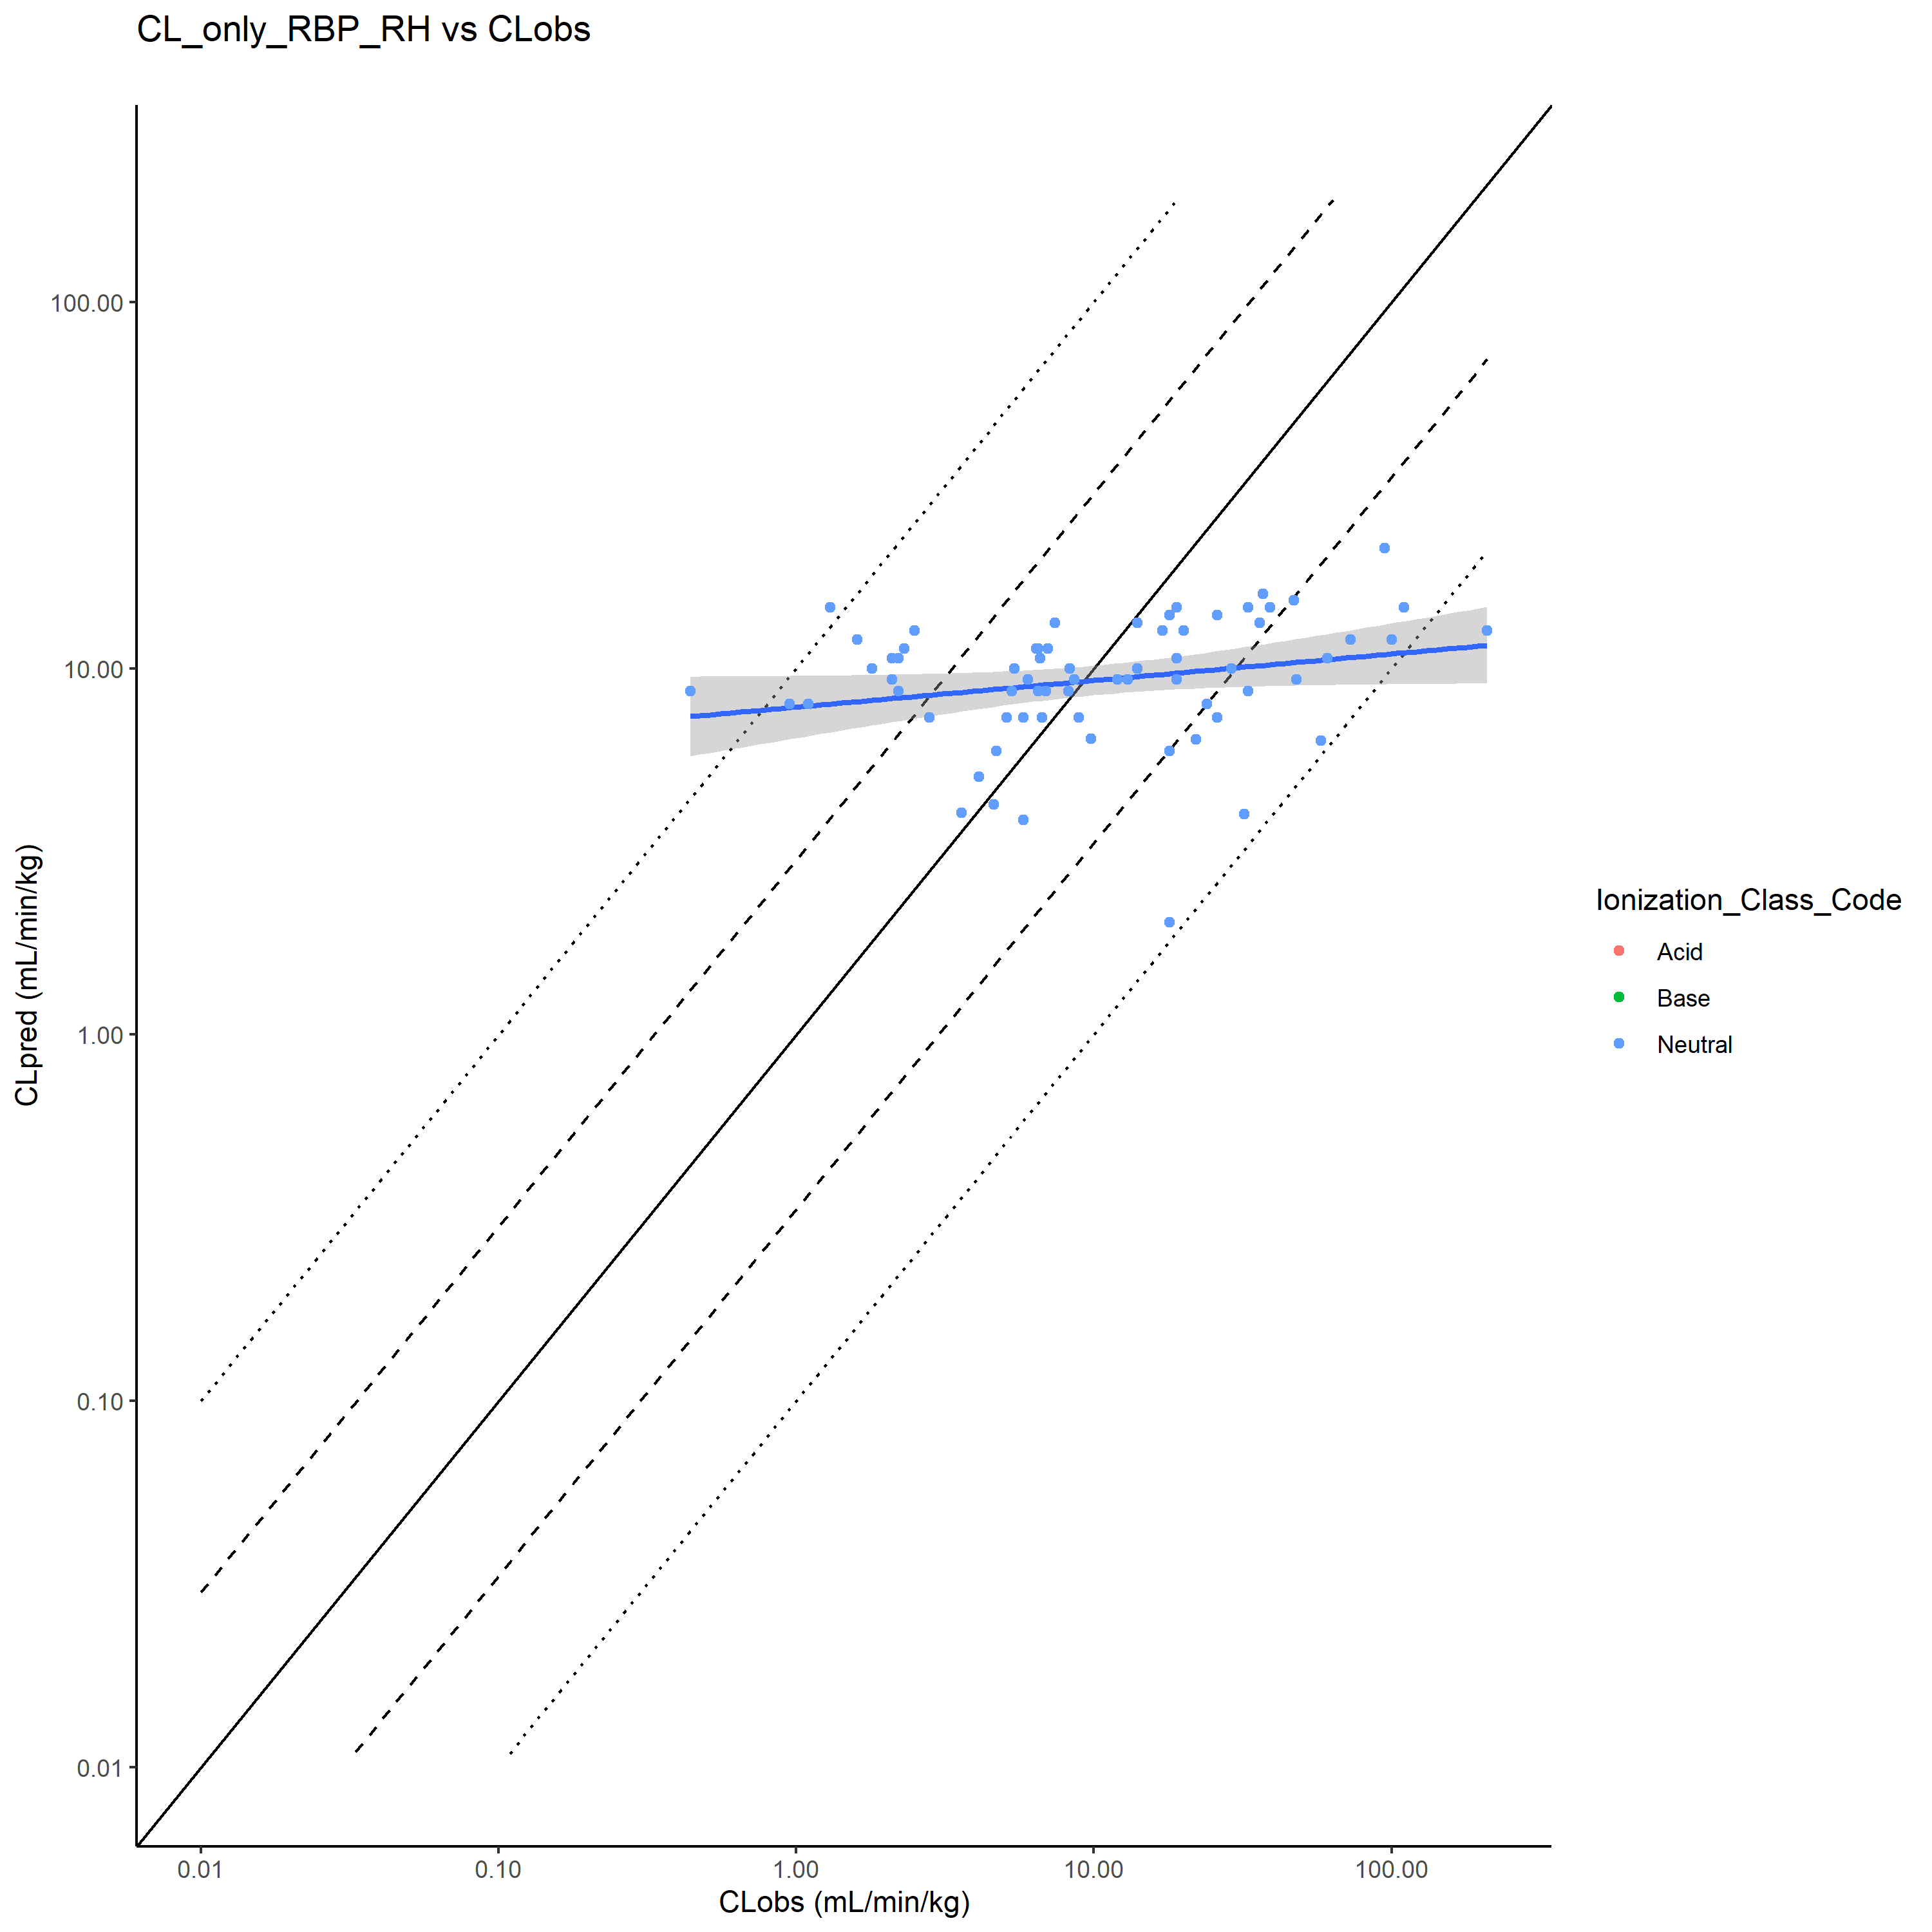 CL_only_RBP_RH vs CLobs
100.00
10.00
1.00
0.10
0.01
CLpred (mL/min/kg)
0.01
0.10
1.00
10.00
100.00
CLobs (mL/min/kg)
Ionization_Class_Code
Acid
Base
Neutral